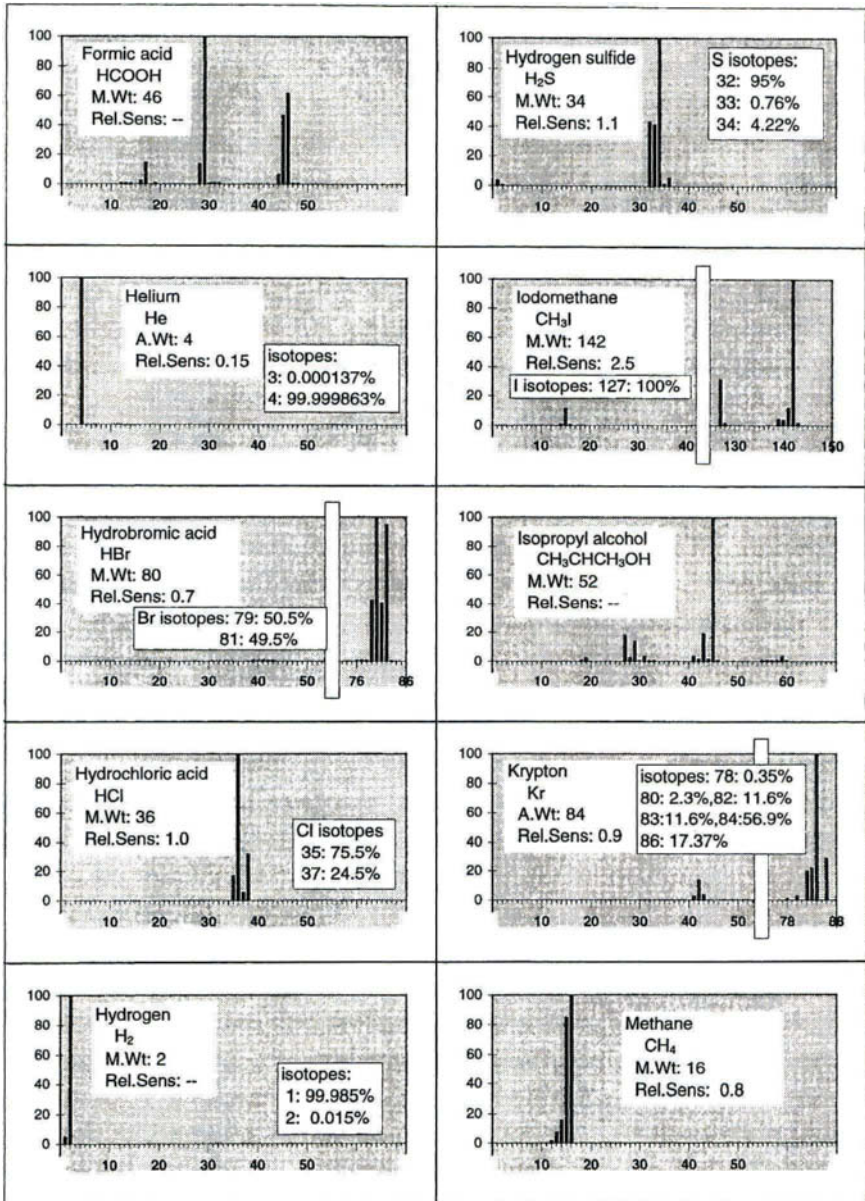 100
80
60
40
20
0
Formic acid
HCOOH
M.Wt: 46
Rel.Sens: --
10 20 30 40 50
100
80
60
40
20
0
Hydrogen sulfide
H₂S
M.Wt: 34
Rel.Sens: 1.1
S isotopes:
32: 95%
33: 0.76%
34: 4.22%
10 20 30 40 50
100
80
60
40
20
0
Helium
He
A.Wt: 4
Rel.Sens: 0.15
isotopes:
3: 0.000137%
4: 99.999863%
10 20 30 40 50
100
80
60
40
20
0
Iodomethane
CH₃I
M.Wt: 142
Rel.Sens: 2.5
I isotopes: 127: 100%
10 20 30 40 130 150
100
80
60
40
20
0
Hydrobromic acid
HBr
M.Wt: 80
Rel.Sens: 0.7
Br isotopes: 79: 50.5%
81: 49.5%
10 20 30 40 50 76 86
100
80
60
40
20
0
Isopropyl alcohol
CH₃CHCH₃OH
M.Wt: 52
Rel.Sens: --
10 20 30 40 50 60
100
80
60
40
20
0
Hydrochloric acid
HCl
M.Wt: 36
Rel.Sens: 1.0
Cl isotopes
35: 75.5%
37: 24.5%
10 20 30 40 50
100
80
60
40
20
0
Krypton
Kr
A.Wt: 84
Rel.Sens: 0.9
isotopes: 78: 0.35%
80: 2.3%,82: 11.6%
83:11.6%,84:56.9%
86: 17.37%
10 20 30 40 50 78 88
100
80
60
40
20
0
Hydrogen
H₂
M.Wt: 2
Rel.Sens: --
isotopes:
1: 99.985%
2: 0.015%
10 20 30 40 50
100
80
60
40
20
0
Methane
CH₄
M.Wt: 16
Rel.Sens: 0.8
10 20 30 40 50